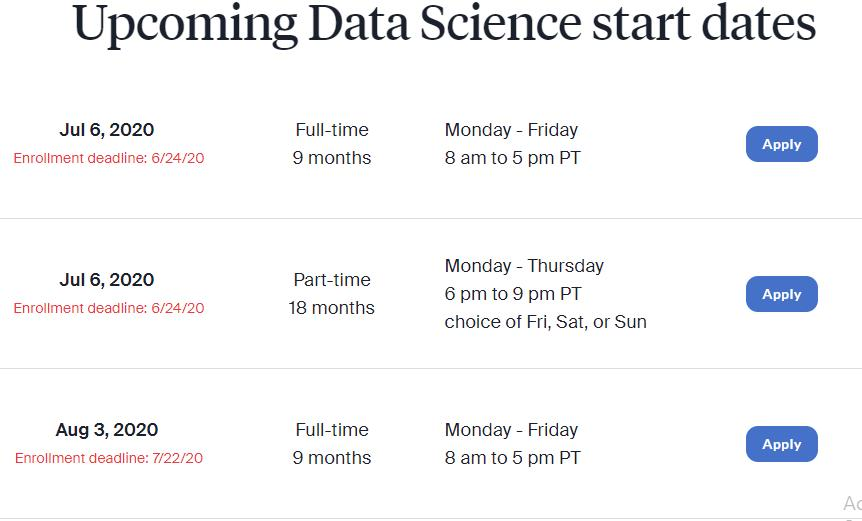 Upcoming Data Science start dates
Jul 6, 2020
Enrollment deadline: 6/24/20
Full-time
9 months
Monday - Friday
8 am to 5 pm PT
Apply
Jul 6, 2020
Enrollment deadline: 6/24/20
Part-time
18 months
Monday - Thursday
6 pm to 9 pm PT
choice of Fri, Sat, or Sun
Apply
Aug 3, 2020
Enrollment deadline: 7/22/20
Full-time
9 months
Monday - Friday
8 am to 5 pm PT
Apply